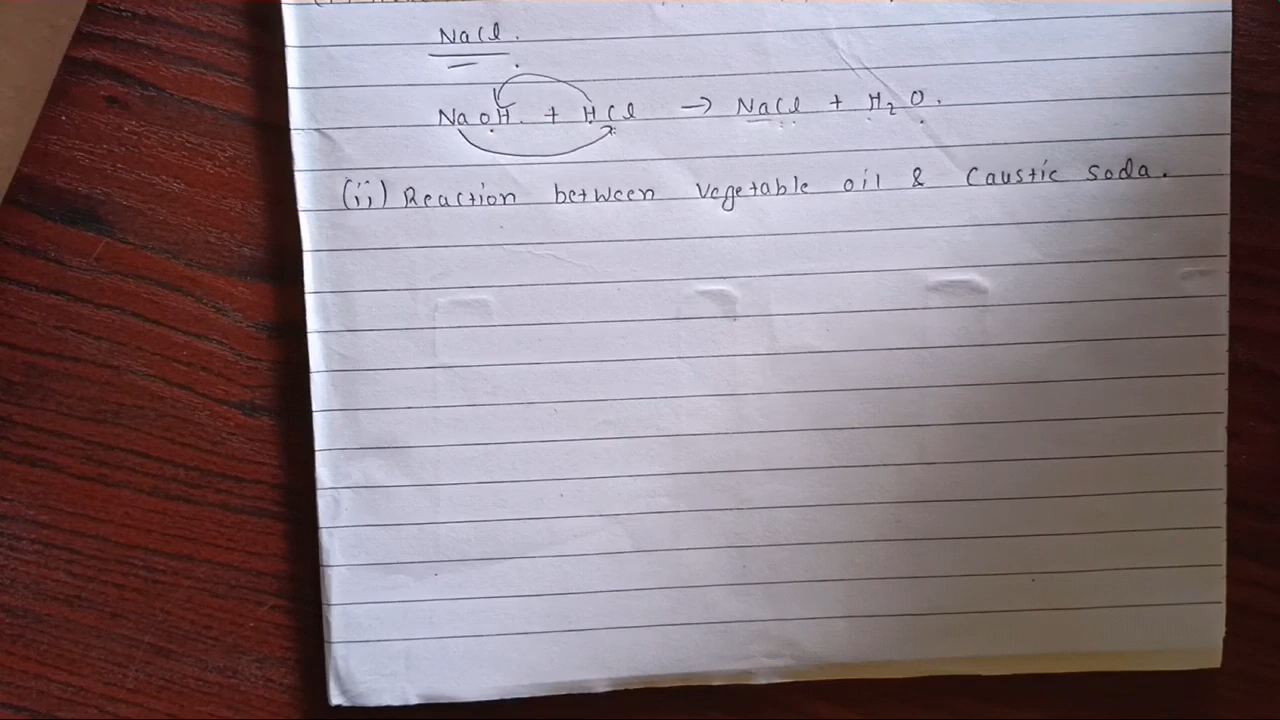 NaCl.
NaOH. + HCl → NaCl + H2O.
(ii) Reaction between Vegetable oil & Caustic soda.